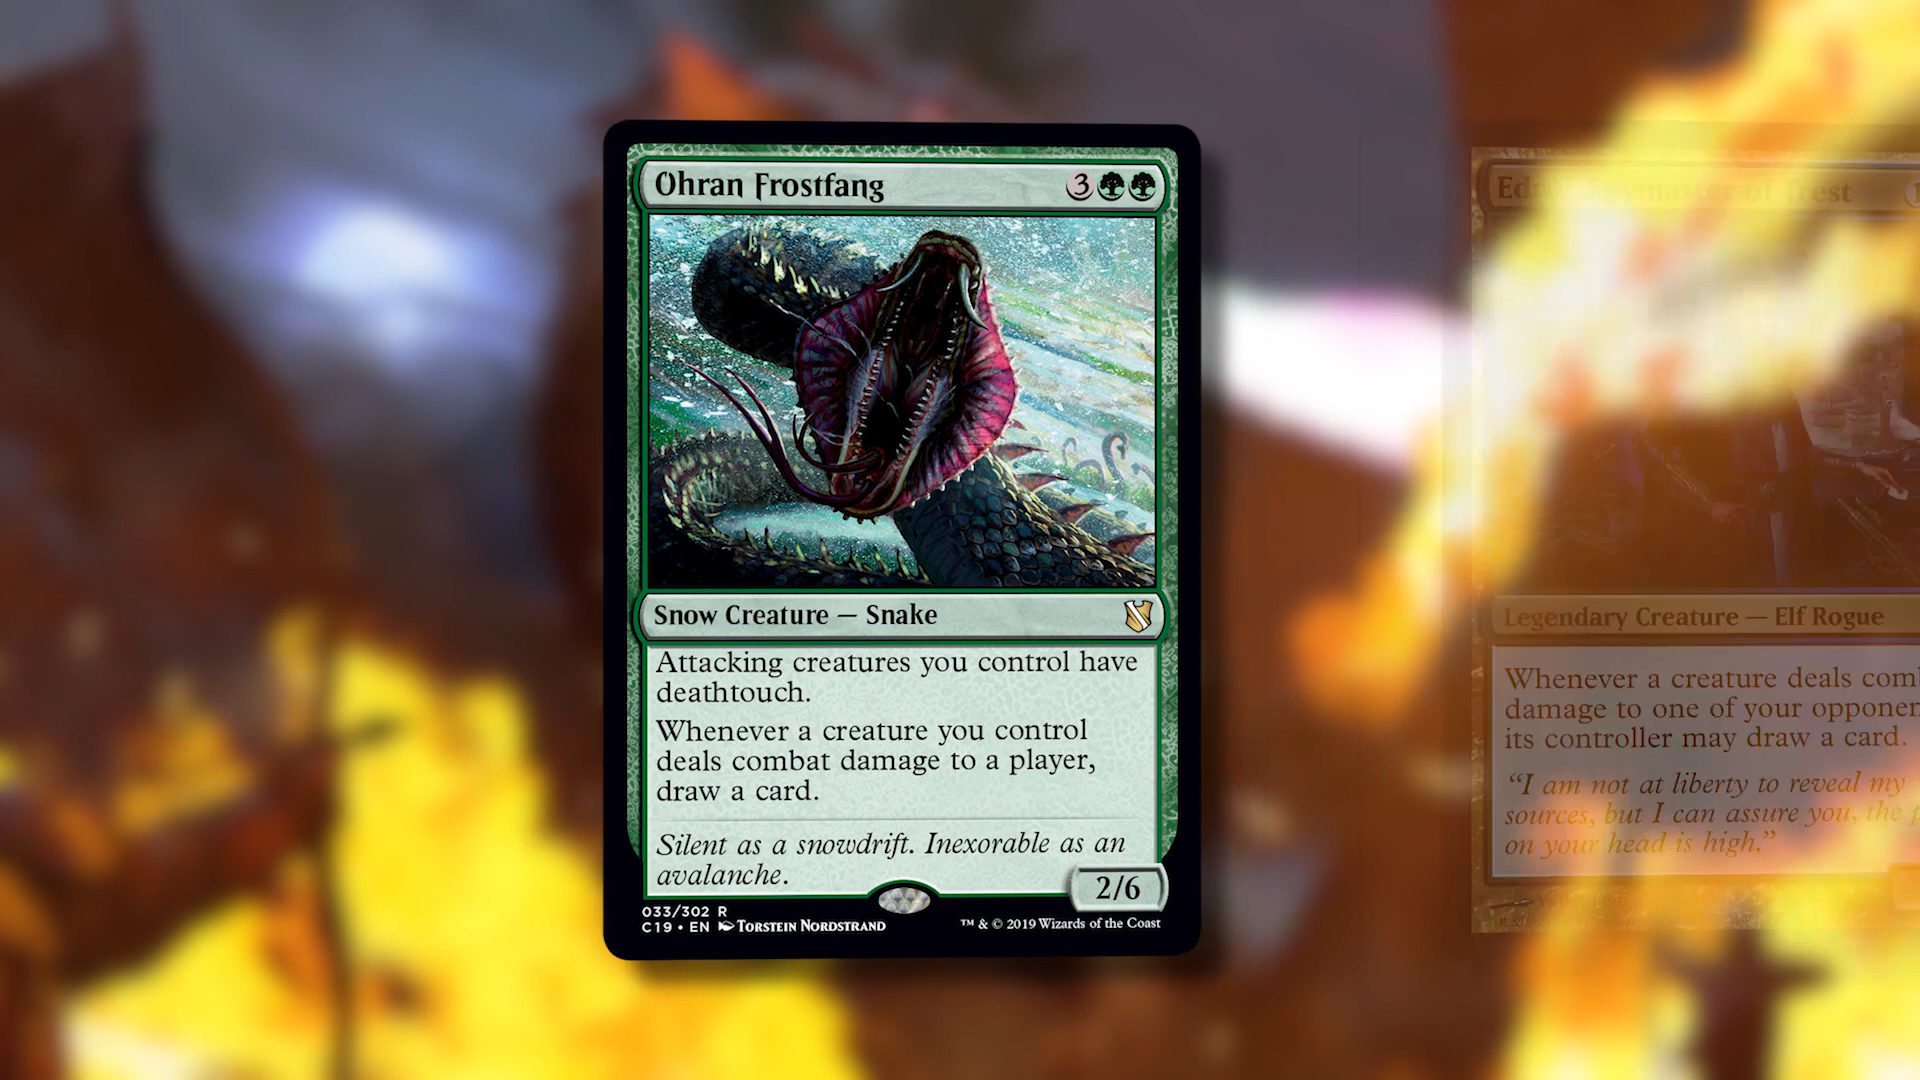 Ohran Frostfang
3
Snow Creature — Snake
Attacking creatures you control have
deathtouch.
Whenever a creature you control
deals combat damage to a player,
draw a card.
Silent as a snowdrift. Inexorable as an
avalanche.
2/6
033/302 R
C19 • EN Torstein Nordstrand
™ & © 2019 Wizards of the Coast
Legendary Creature — Elf Rogue
Whenever a creature deals
damage to one of your
its controller may draw a card.
“I am not at liberty to reveal my
sources, but I can assure you, the
on your head is high.”